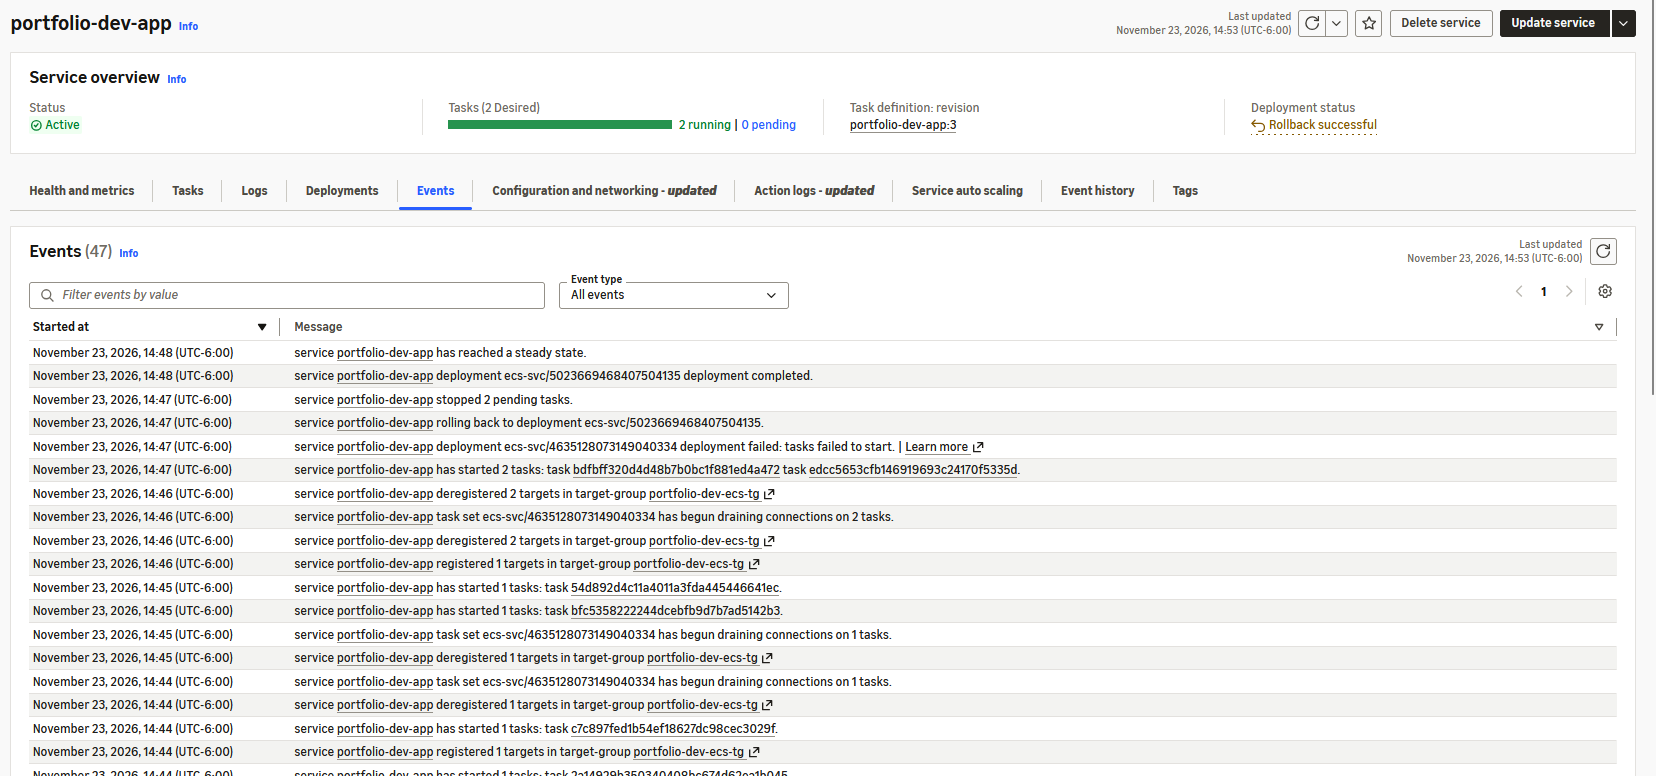 portfolio-dev-app Info
Last updated
November 23, 2026, 14:53 (UTC-6:00)
Delete service
Update service
Service overview Info
Status
Active
Tasks (2 Desired)
2 running | 0 pending
Task definition: revision
portfolio-dev-app:3
Deployment status
Rollback successful
Health and metrics
Tasks
Logs
Deployments
Events
Configuration and networking - updated
Action logs - updated
Service auto scaling
Event history
Tags
Events (47) Info
Last updated
November 23, 2026, 14:53 (UTC-6:00)
Filter events by value
Event type
All events
1
Started at Message
November 23, 2026, 14:48 (UTC-6:00) service portfolio-dev-app has reached a steady state.
November 23, 2026, 14:48 (UTC-6:00) service portfolio-dev-app deployment ecs-svc/5023669468407504135 deployment completed.
November 23, 2026, 14:47 (UTC-6:00) service portfolio-dev-app stopped 2 pending tasks.
November 23, 2026, 14:47 (UTC-6:00) service portfolio-dev-app rolling back to deployment ecs-svc/5023669468407504135.
November 23, 2026, 14:47 (UTC-6:00) service portfolio-dev-app deployment ecs-svc/4635128073149040334 deployment failed: tasks failed to start. | Learn more
November 23, 2026, 14:47 (UTC-6:00) service portfolio-dev-app has started 2 tasks: task bdfbff320d4d48b7b0bc1f881ed4a472 task edcc5653cfb146919693c24170f5335d.
November 23, 2026, 14:46 (UTC-6:00) service portfolio-dev-app deregistered 2 targets in target-group portfolio-dev-ecs-tg
November 23, 2026, 14:46 (UTC-6:00) service portfolio-dev-app task set ecs-svc/4635128073149040334 has begun draining connections on 2 tasks.
November 23, 2026, 14:46 (UTC-6:00) service portfolio-dev-app deregistered 2 targets in target-group portfolio-dev-ecs-tg
November 23, 2026, 14:46 (UTC-6:00) service portfolio-dev-app registered 1 targets in target-group portfolio-dev-ecs-tg
November 23, 2026, 14:45 (UTC-6:00) service portfolio-dev-app has started 1 tasks: task 54d892d4c11a4011a3fda445446641ec.
November 23, 2026, 14:45 (UTC-6:00) service portfolio-dev-app has started 1 tasks: task bfc5358222244dcebfb9d7b7ad5142b3.
November 23, 2026, 14:45 (UTC-6:00) service portfolio-dev-app task set ecs-svc/4635128073149040334 has begun draining connections on 1 tasks.
November 23, 2026, 14:45 (UTC-6:00) service portfolio-dev-app deregistered 1 targets in target-group portfolio-dev-ecs-tg
November 23, 2026, 14:44 (UTC-6:00) service portfolio-dev-app task set ecs-svc/4635128073149040334 has begun draining connections on 1 tasks.
November 23, 2026, 14:44 (UTC-6:00) service portfolio-dev-app deregistered 1 targets in target-group portfolio-dev-ecs-tg
November 23, 2026, 14:44 (UTC-6:00) service portfolio-dev-app has started 1 tasks: task c7c897fed1b54ef18627dc98cec3029f.
November 23, 2026, 14:44 (UTC-6:00) service portfolio-dev-app registered 1 targets in target-group portfolio-dev-ecs-tg
November 23, 2026, 14:44 (UTC-6:00) service portfolio-dev-app has started 1 tasks: task